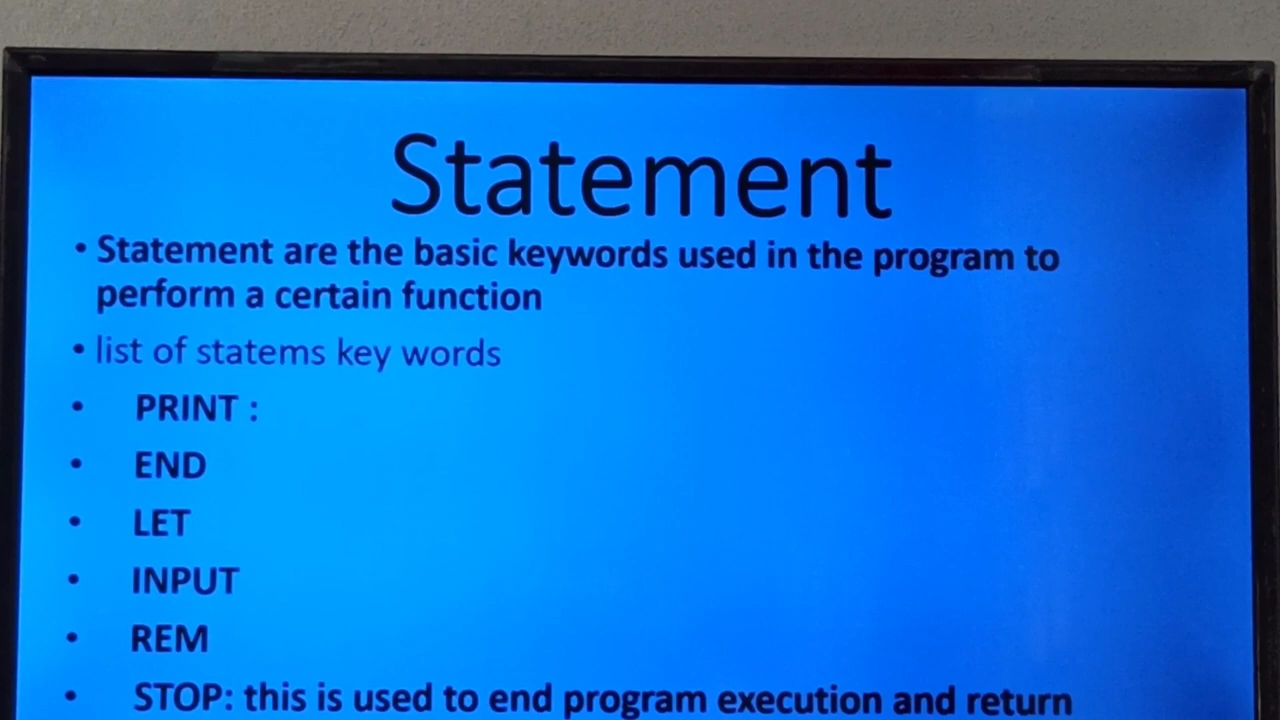 Statement
• Statement are the basic keywords used in the program to
perform a certain function
• list of statems key words
• PRINT :
• END
• LET
• INPUT
• REM
• STOP: this is used to end program execution and return